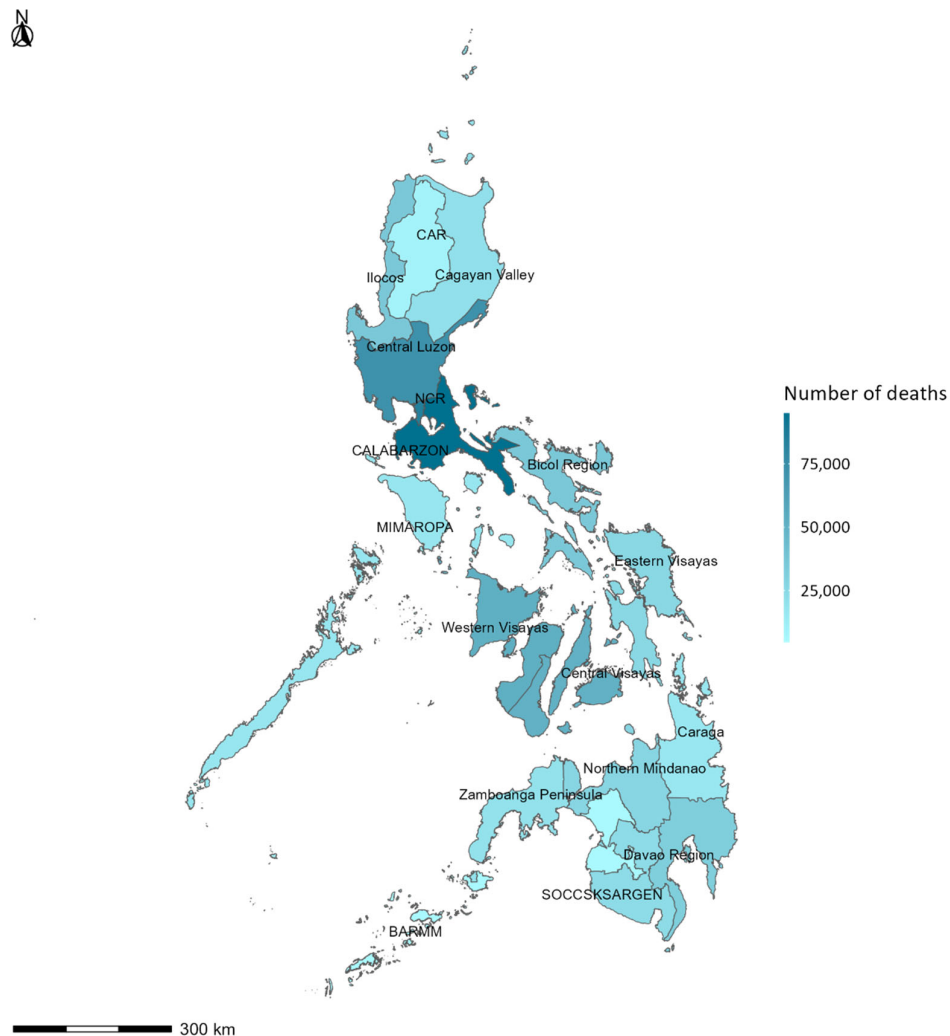 N
CAR
Ilocos
Cagayan Valley
Central Luzon
NCR
CALABARZON
Bicol Region
MIMAROPA
Eastern Visayas
Western Visayas
Central Visayas
Caraga
Northern Mindanao
Zamboanga Peninsula
Davao Region
SOCCSKSARGEN
BARMM
Number of deaths
75,000
50,000
25,000
300 km